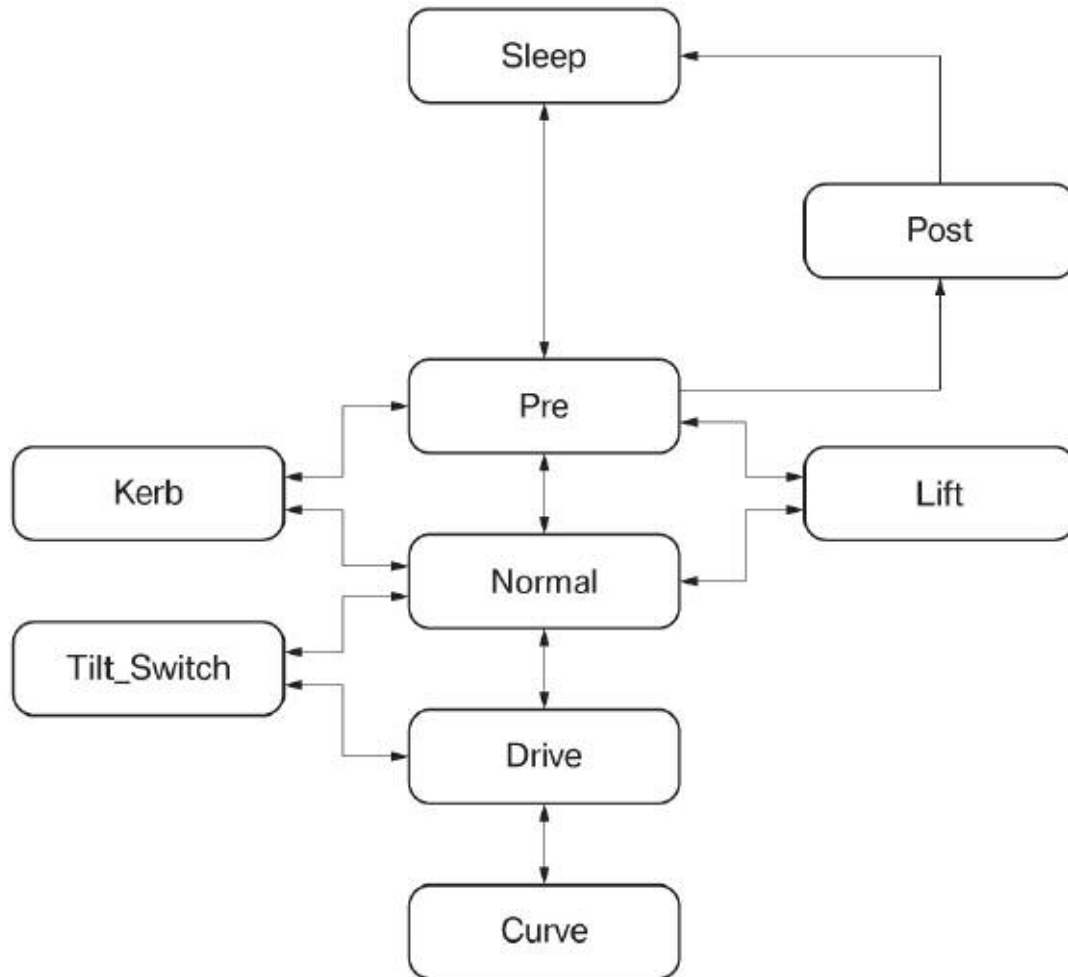 Sleep
Post
Pre
Kerb
Lift
Normal
Tilt_Switch
Drive
Curve